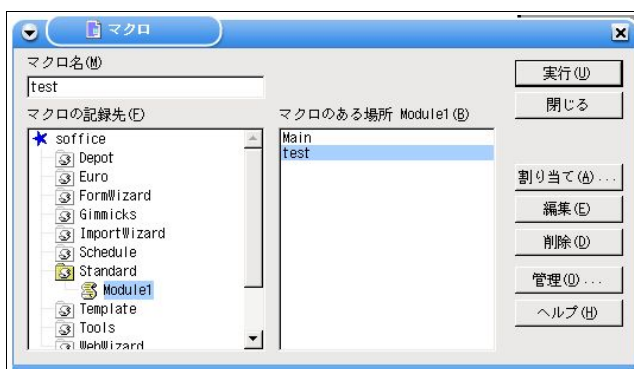 マクロ
マクロ名(M)
test
マクロの記録先(F)
soffice
Depot
Euro
FormWizard
Gimmicks
ImportWizard
Schedule
Standard
Module1
Template
Tools
WebWizard
マクロのある場所 Module1(B)
Main
test
実行(U)
閉じる
割り当て(A)...
編集(E)
削除(D)
管理(O)...
ヘルプ(H)